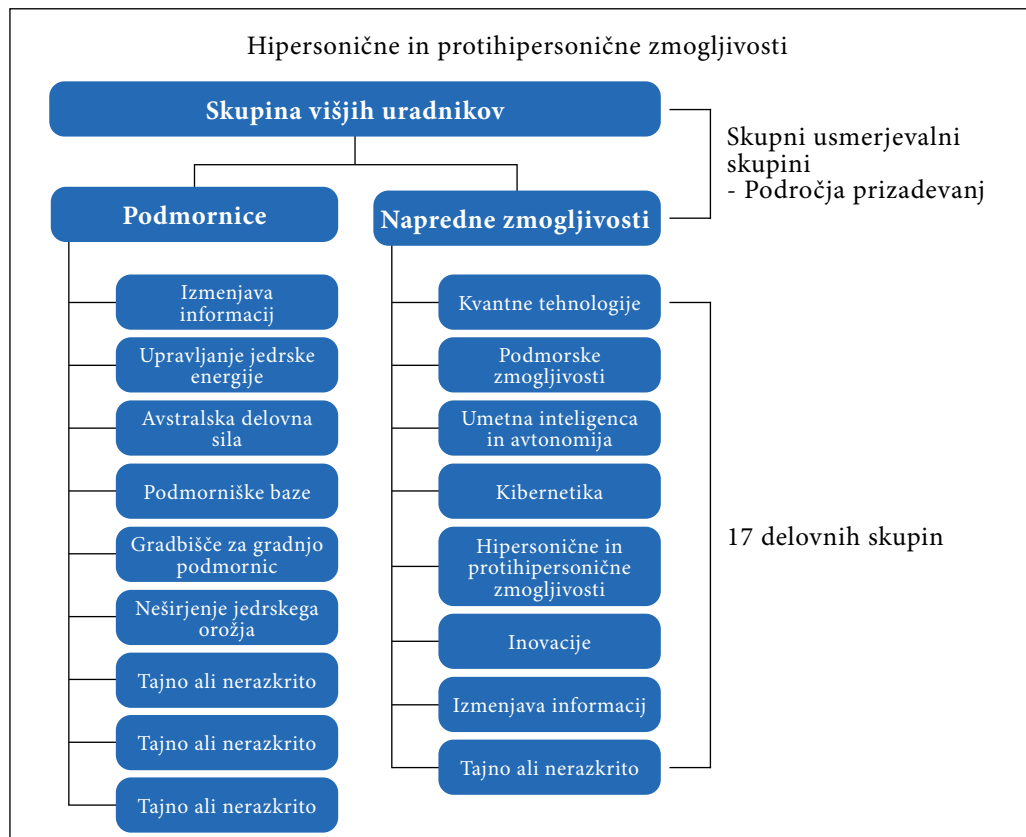 Hipersonične in protihipersonične zmogljivosti
Skupina višjih uradnikov
Skupni usmerjevalni
skupini
- Področja prizadevanj
Podmornice
Izmenjava
informacij
Upravljanje jedrske
energije
Avstralska delovna
sila
Podmorniške baze
Gradbišče za gradnjo
podmornic
Neširjenje jedrskega
orožja
Tajno ali nerazkrito
Tajno ali nerazkrito
Tajno ali nerazkrito
Napredne zmogljivosti
Kvantne tehnologije
Podmorske
zmogljivosti
Umetna inteligenca
in avtonomija
Kibernetika
Hipersonične in
protihipersonične
zmogljivosti
Inovacije
Izmenjava informacij
Tajno ali nerazkrito
17 delovnih skupin